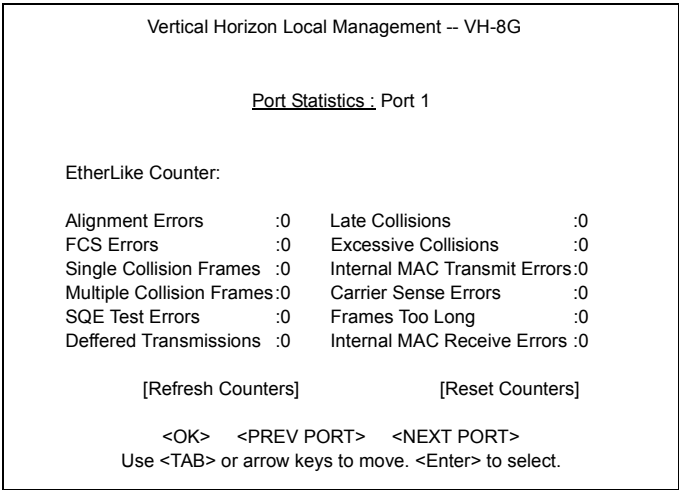 Vertical Horizon Local Management -- VH-8G
Port Statistics : Port 1
EtherLike Counter:
Alignment Errors :0 Late Collisions :0
FCS Errors :0 Excessive Collisions :0
Single Collision Frames :0 Internal MAC Transmit Errors:0
Multiple Collision Frames:0 Carrier Sense Errors :0
SQE Test Errors :0 Frames Too Long :0
Deffered Transmissions :0 Internal MAC Receive Errors :0
[Refresh Counters] [Reset Counters]
<OK> <PREV PORT> <NEXT PORT>
Use <TAB> or arrow keys to move. <Enter> to select.